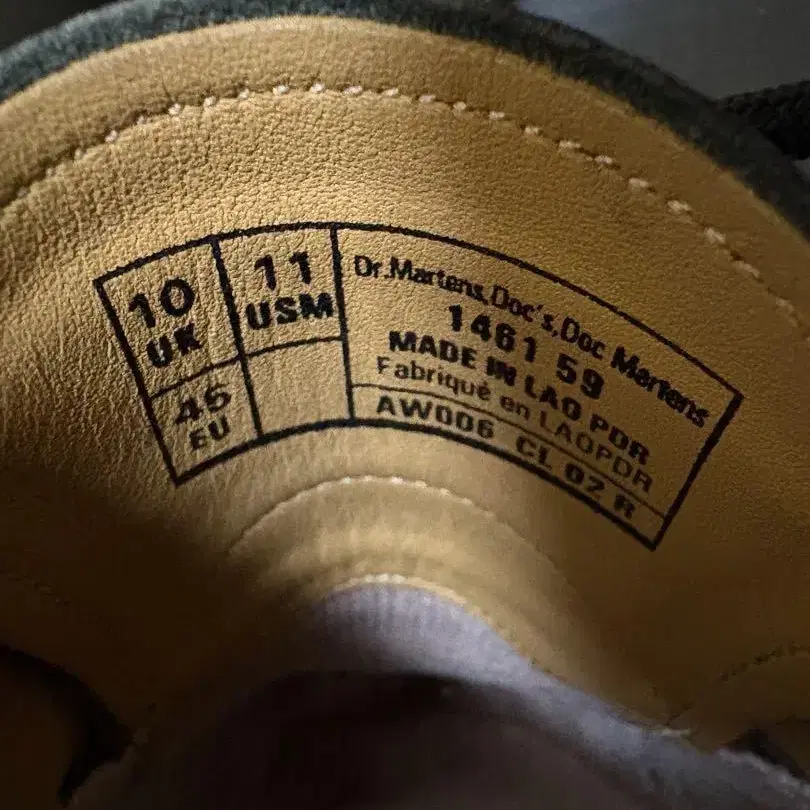 10
UK
11
USM
45
EU
Dr.Martens,Doc's,Doc Martens
1461 59
MADE IN LAO PDR
Fabriqué en LAOPDR
AW006 CL 02 R